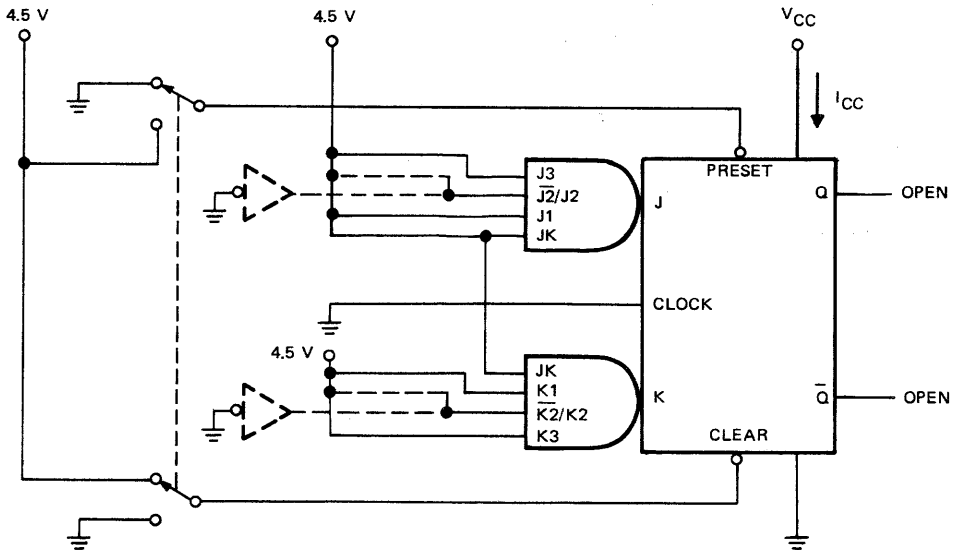 4.5 V
4.5 V
VCC
ICC
PRESET
J3
J2/J2
J1
JK
J
Q
OPEN
CLOCK
4.5 V
JK
K1
K2/K2
K3
K
Q
OPEN
CLEAR